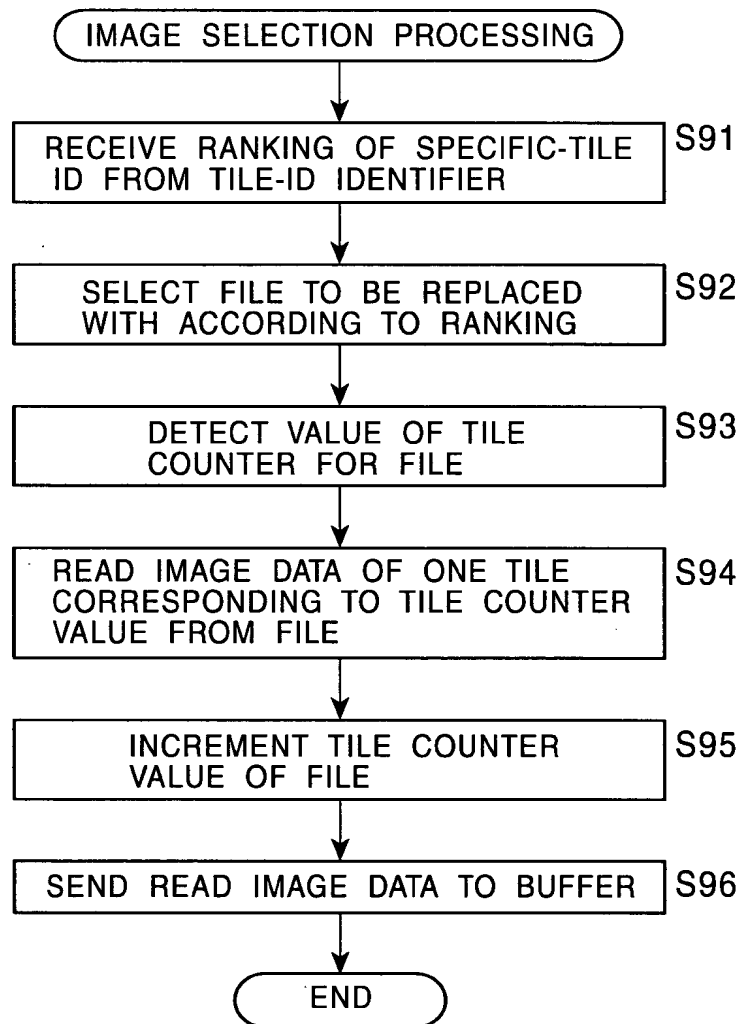 IMAGE SELECTION PROCESSING
RECEIVE RANKING OF SPECIFIC-TILE
ID FROM TILE-ID IDENTIFIER
S91
SELECT FILE TO BE REPLACED
WITH ACCORDING TO RANKING
S92
DETECT VALUE OF TILE
COUNTER FOR FILE
S93
READ IMAGE DATA OF ONE TILE
CORRESPONDING TO TILE COUNTER
VALUE FROM FILE
S94
INCREMENT TILE COUNTER
VALUE OF FILE
S95
SEND READ IMAGE DATA TO BUFFER
S96
END